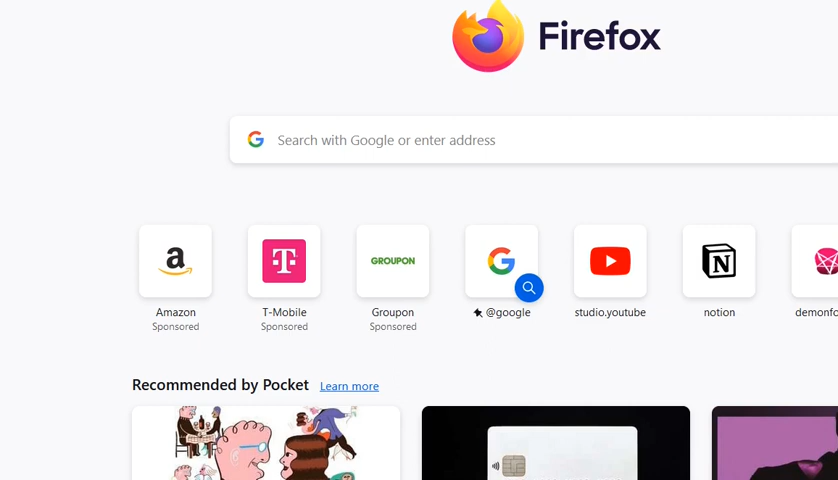 Firefox
Search with Google or enter address
a
T
GROUPON
N
Amazon
T-Mobile
Groupon
@google
studio.youtube
notion
demonfo
Sponsored
Sponsored
Sponsored
Recommended by Pocket Learn more